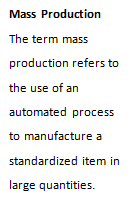 Mass Production
The term mass
production refers to
the use of an
automated process
to manufacture a
standardized item in
large quantities.